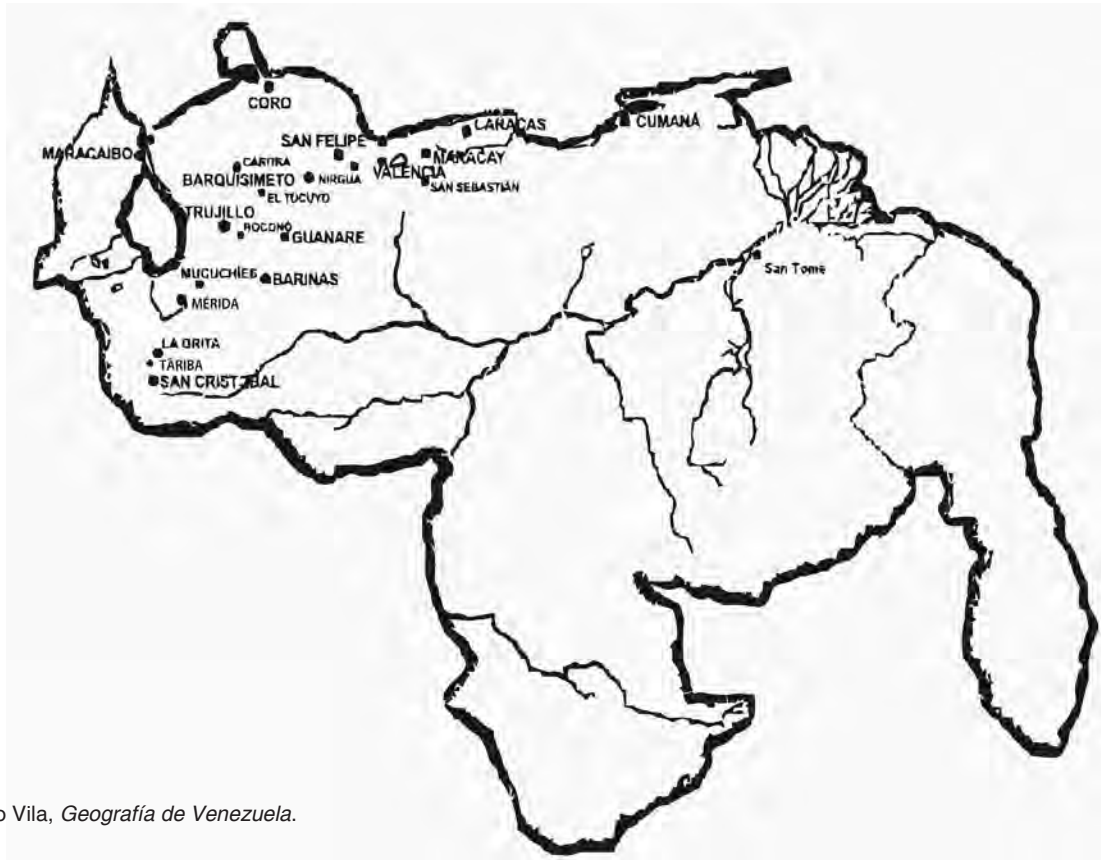 CORO
CARACAS
CUMANÁ
SAN FELIPE
MARACAIBO
MARACAY
VALENCIA
CARORA
BARQUISIMETO
NIRGUA
SAN SEBASTIÁN
EL TOCUYO
TRUJILLO
BOCONÓ
GUANARE
San Tome
MUCUCHÍES
BARINAS
MÉRIDA
LA GRITA
TÁRIBA
SAN CRISTÓBAL
o Vila, Geografía de Venezuela.